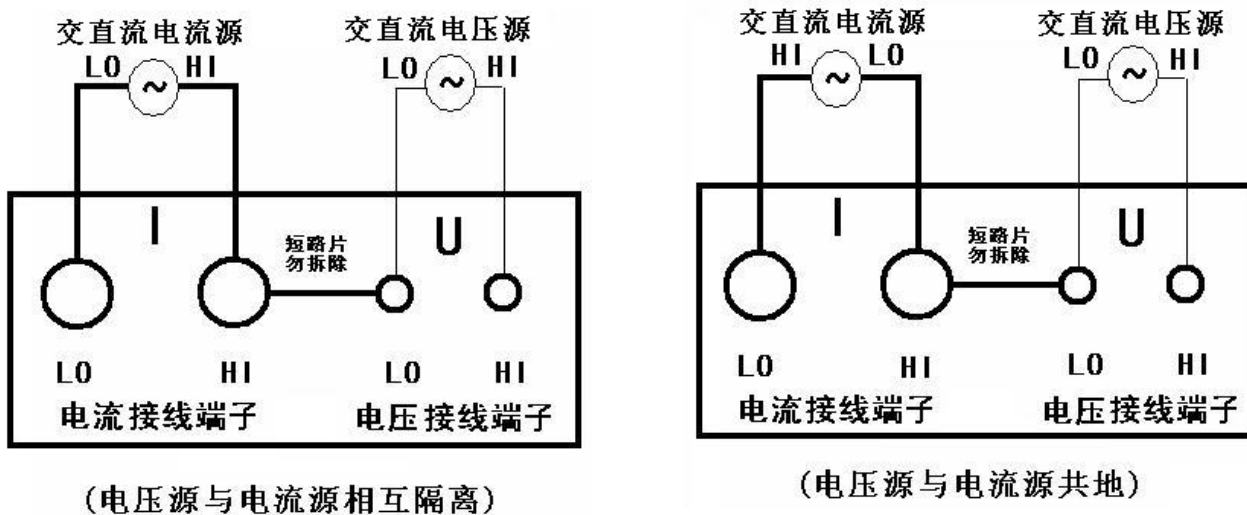 交直流电流源
LO HI
交直流电压源
LO HI
I
短路片
勿拆除
U
LO HI LO HI
电流接线端子 电压接线端子
(电压源与电流源相互隔离)
交直流电流源
HI LO
交直流电压源
LO HI
I
短路片
勿拆除
U
LO HI LO HI
电流接线端子 电压接线端子
(电压源与电流源共地)